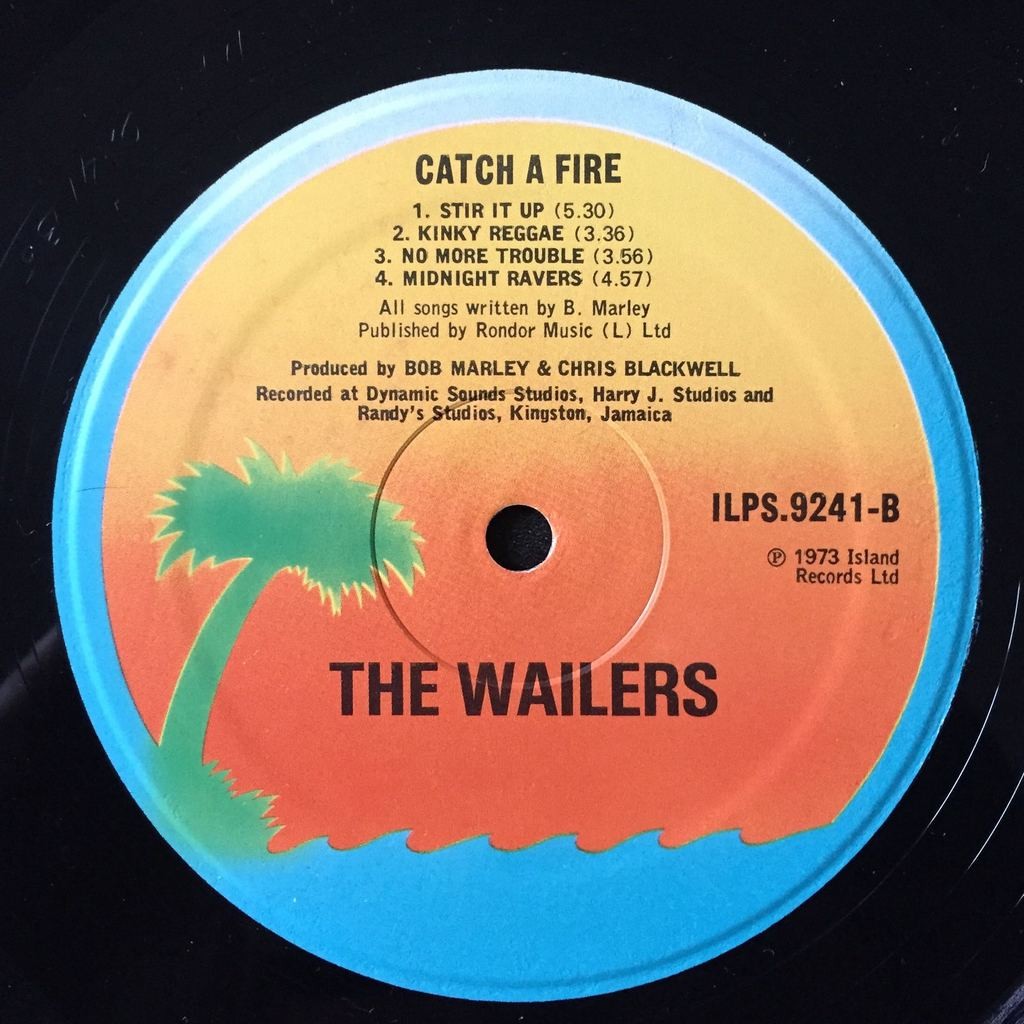 CATCH A FIRE
1. STIR IT UP (5.30)
2. KINKY REGGAE (3.36)
3. NO MORE TROUBLE (3.56)
4. MIDNIGHT RAVERS (4.57)
All songs written by B. Marley
Published by Rondor Music (L) Ltd
Produced by BOB MARLEY & CHRIS BLACKWELL
Recorded at Dynamic Sounds Studios, Harry J. Studios and
Randy's Studios, Kingston, Jamaica
ILPS.9241-B
℗ 1973 Island
Records Ltd
THE WAILERS